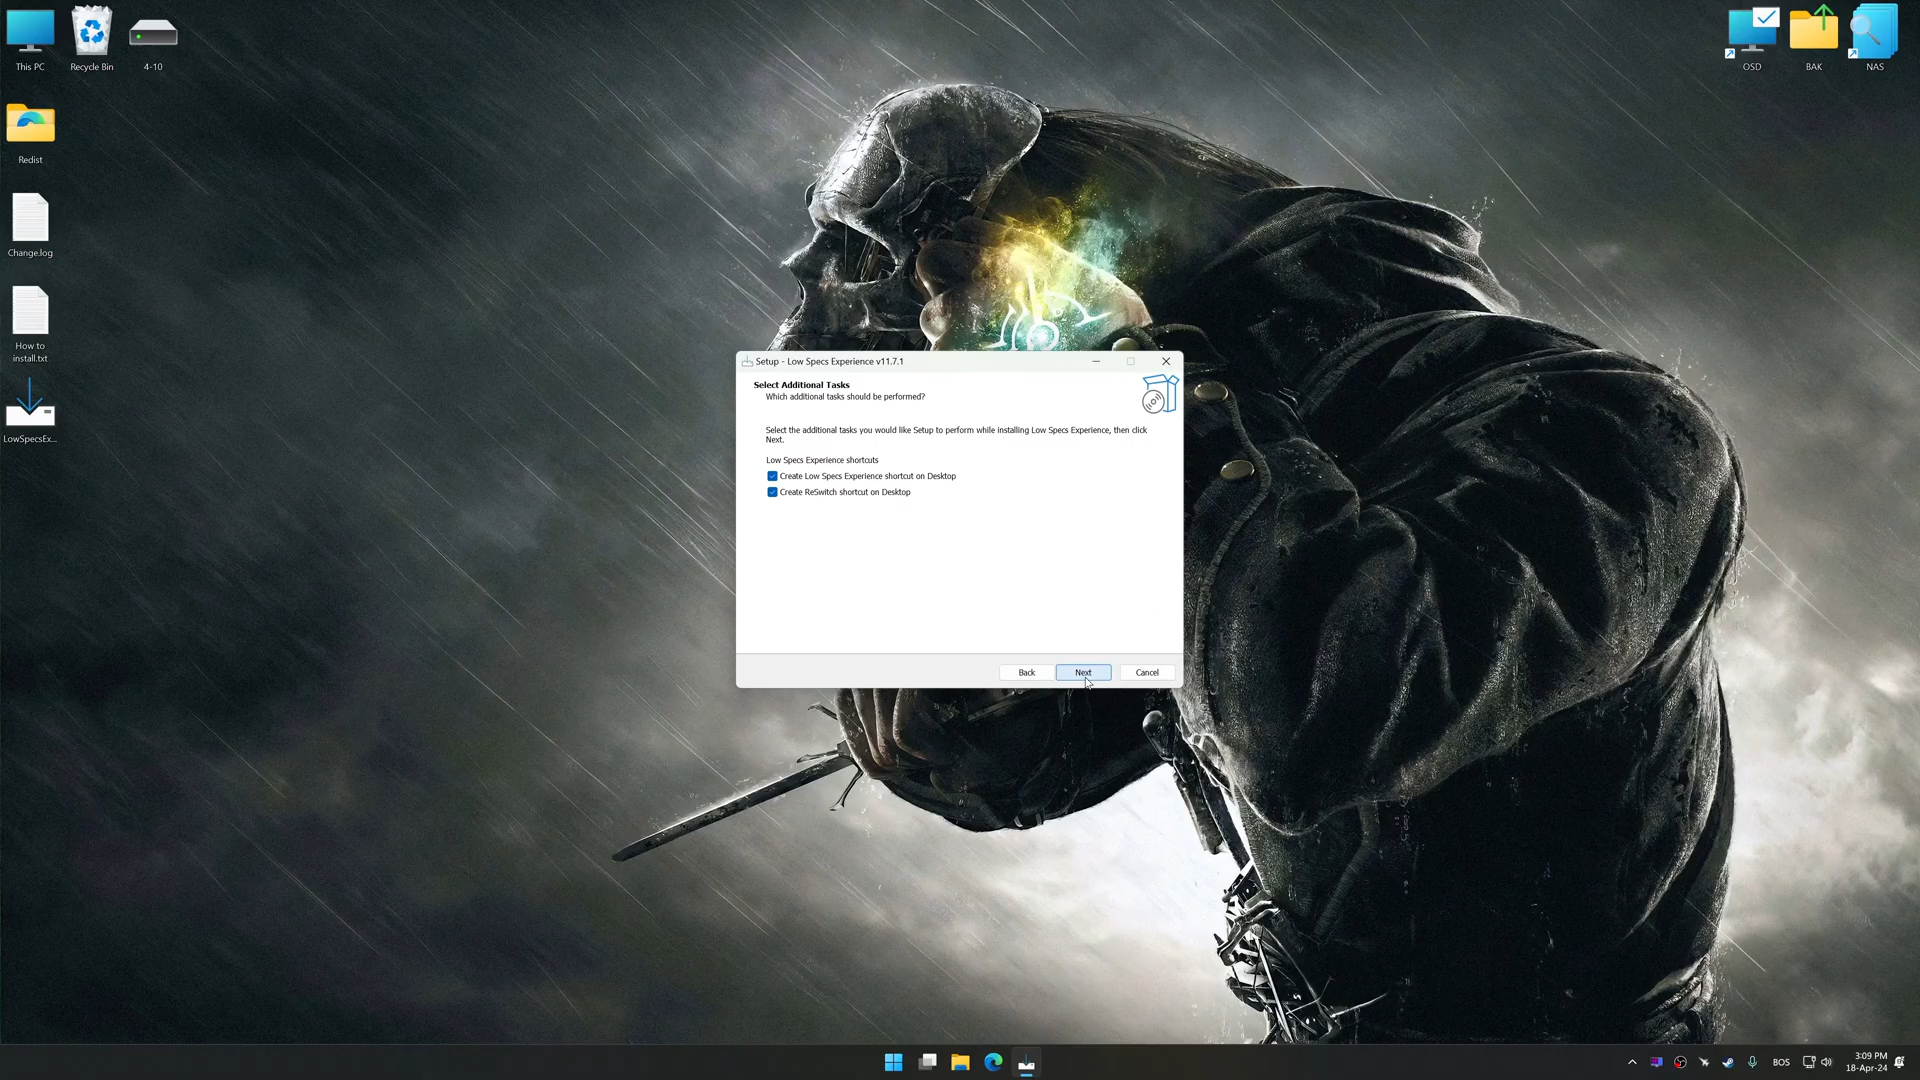 This PC
Recycle Bin
4-10
OSD
BAK
NAS
Redist
Change.log
How to
install.txt
LowSpecsEx...
Setup - Low Specs Experience v11.7.1
Select Additional Tasks
Which additional tasks should be performed?
Select the additional tasks you would like Setup to perform while installing Low Specs Experience, then click
Next.
Low Specs Experience shortcuts
Create Low Specs Experience shortcut on Desktop
Create ReSwitch shortcut on Desktop
Back
Next
Cancel
BOS
3:09 PM
18-Apr-24